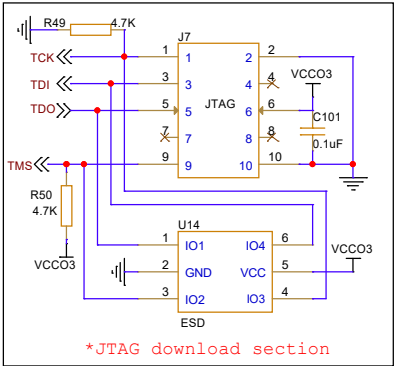 R49 4.7K
J7
TCK 1 1 2 2
TDI 3 3 4 4
VCCO3
TDO 5 5 JTAG 6 6
C101
7 7 8 8
0.1uF
TMS 9 9 10 10
R50
4.7K
U14
VCCO3
1 IO1 IO4 6
VCCO3
2 GND VCC 5
3 IO2 IO3 4
ESD
*JTAG download section